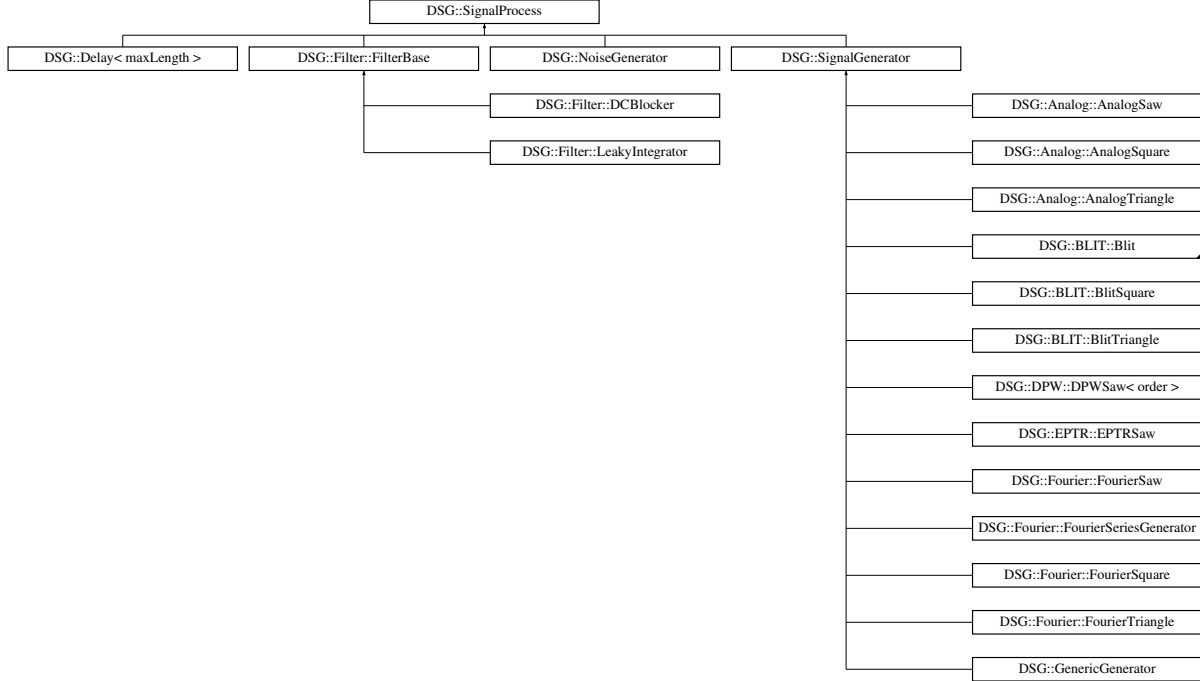 DSG::SignalProcess
DSG::Delay< maxLength >
DSG::Filter::FilterBase
DSG::NoiseGenerator
DSG::SignalGenerator
DSG::Filter::DCBlocker
DSG::Analog::AnalogSaw
DSG::Filter::LeakyIntegrator
DSG::Analog::AnalogSquare
DSG::Analog::AnalogTriangle
DSG::BLIT::Blit
DSG::BLIT::BlitSquare
DSG::BLIT::BlitTriangle
DSG::DPW::DPWSaw< order >
DSG::EPTR::EPTRSaw
DSG::Fourier::FourierSaw
DSG::Fourier::FourierSeriesGenerator
DSG::Fourier::FourierSquare
DSG::Fourier::FourierTriangle
DSG::GenericGenerator